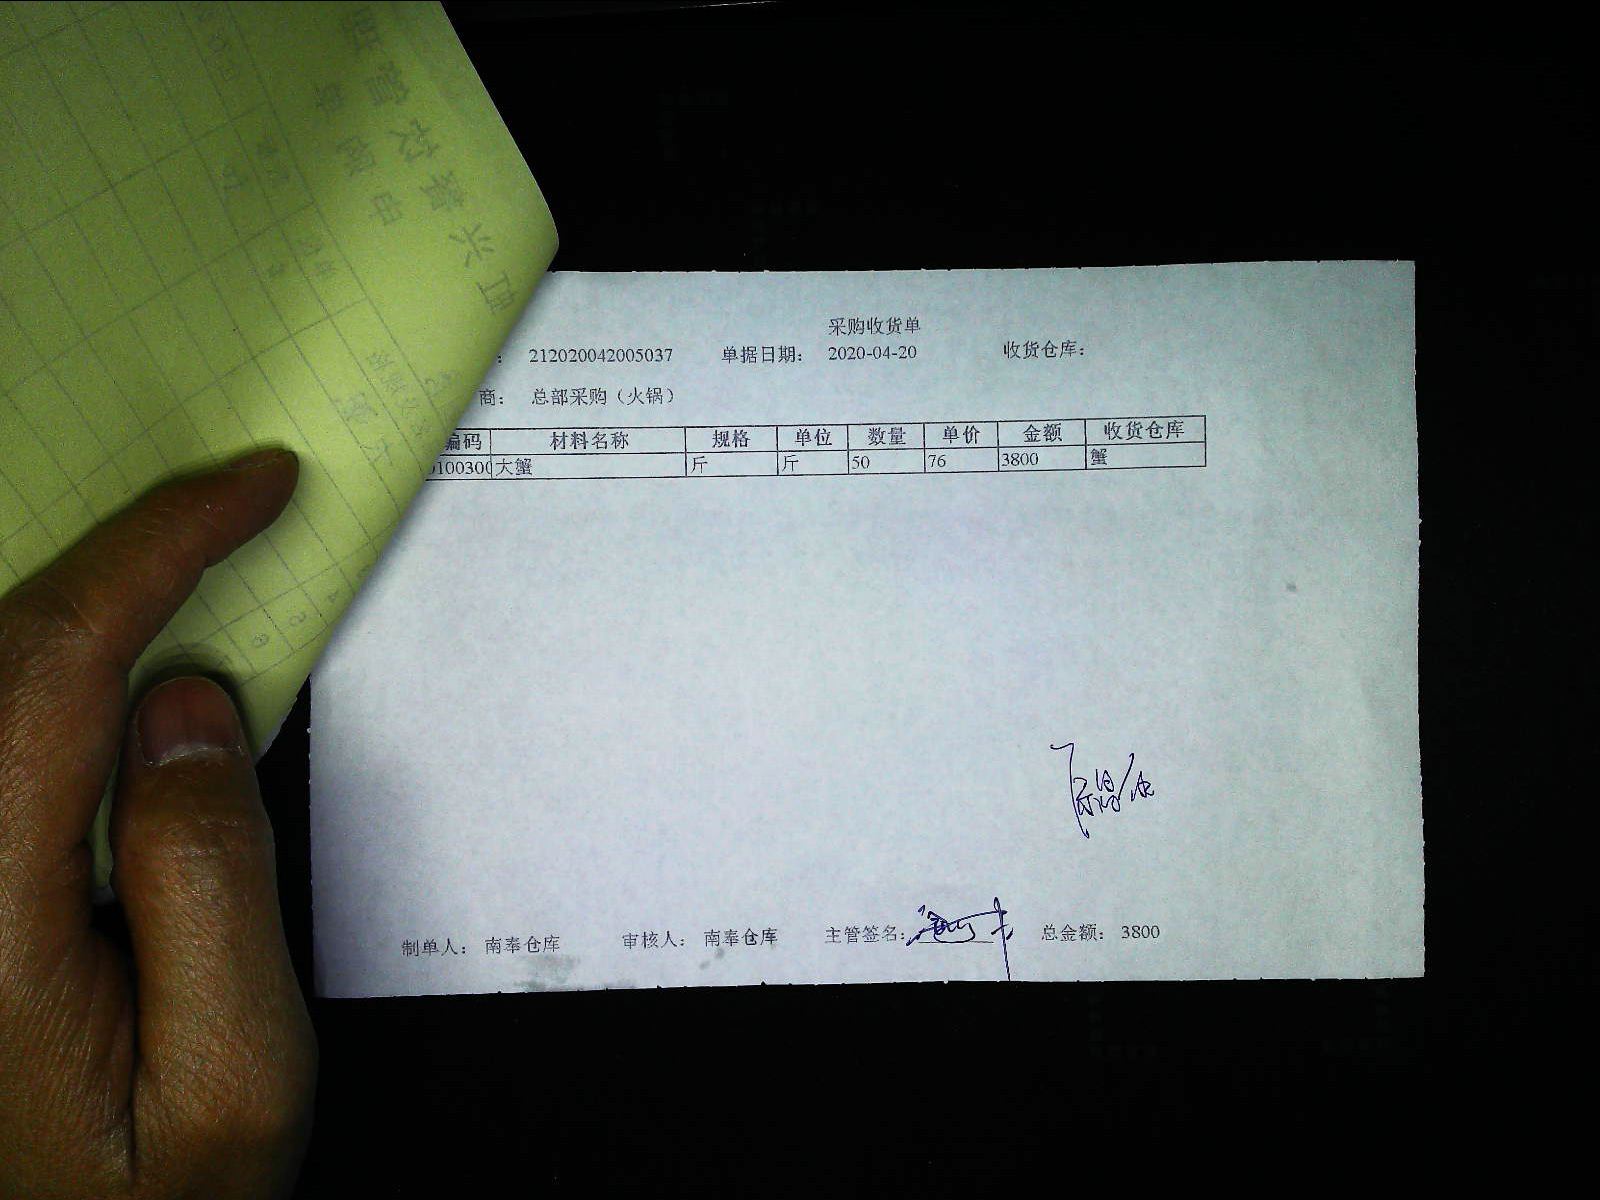 采购收货单
: 212020042005037 单据日期: 2020-04-20 收货仓库:
商: 总部采购（火锅）
编码 材料名称 规格 单位 数量 单价 金额 收货仓库
0100300 大蟹 斤 斤 50 76 3800 蟹
制单人: 南奉仓库 审核人: 南奉仓库 主管签名: 总金额: 3800